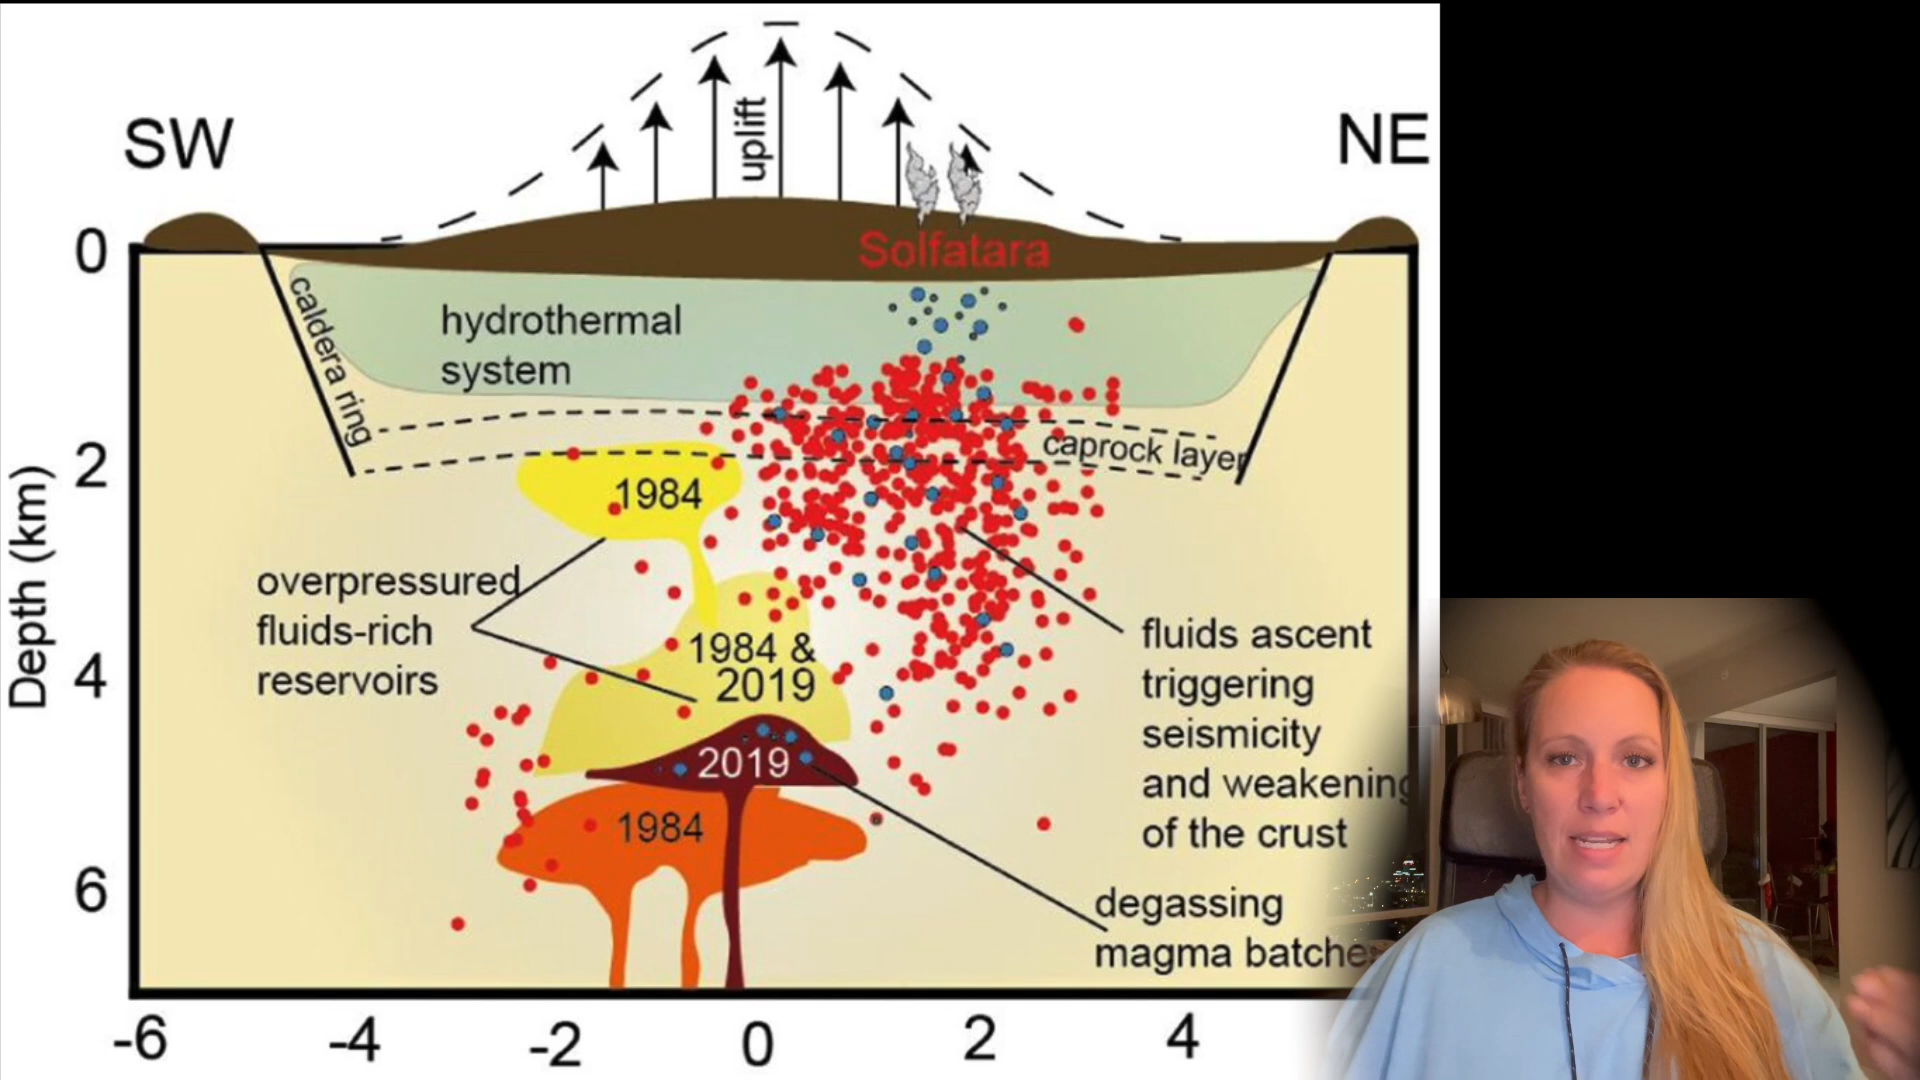 uplift
SW
NE
Solfatara
0
caldera ring
hydrothermal
system
caprock layer
2
1984
Depth (km)
overpressured
fluids-rich
reservoirs
1984 &
2019
4
fluids ascent
triggering
seismicity
and weakening
of the crust
2019
1984
6
degassing
magma batche
-6
-4
-2
0
2
4